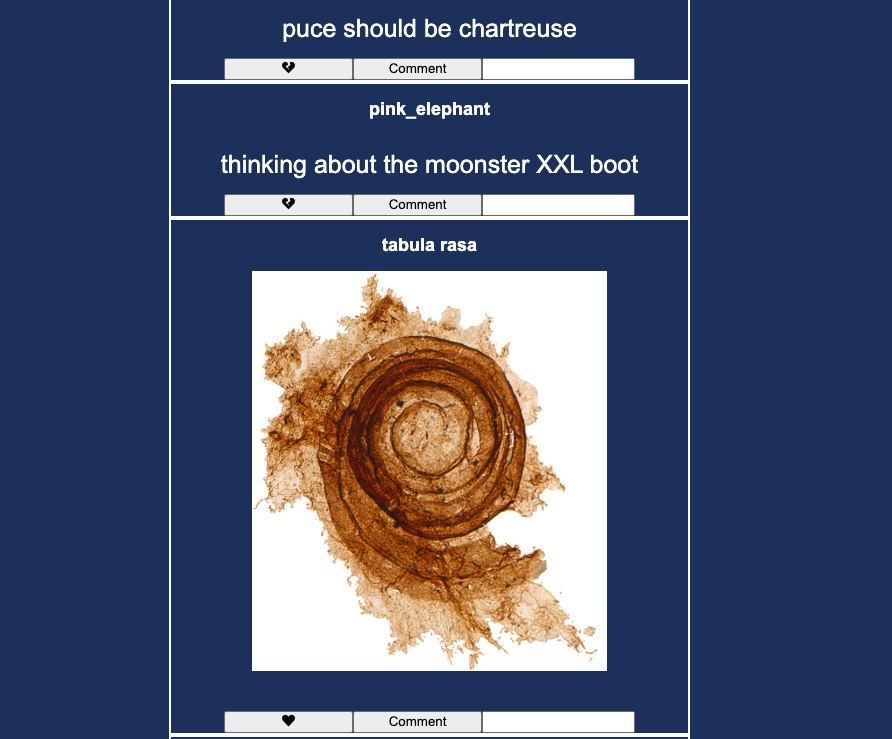 puce should be chartreuse
Comment
pink_elephant
thinking about the moonster XXL boot
Comment
tabula rasa
Comment